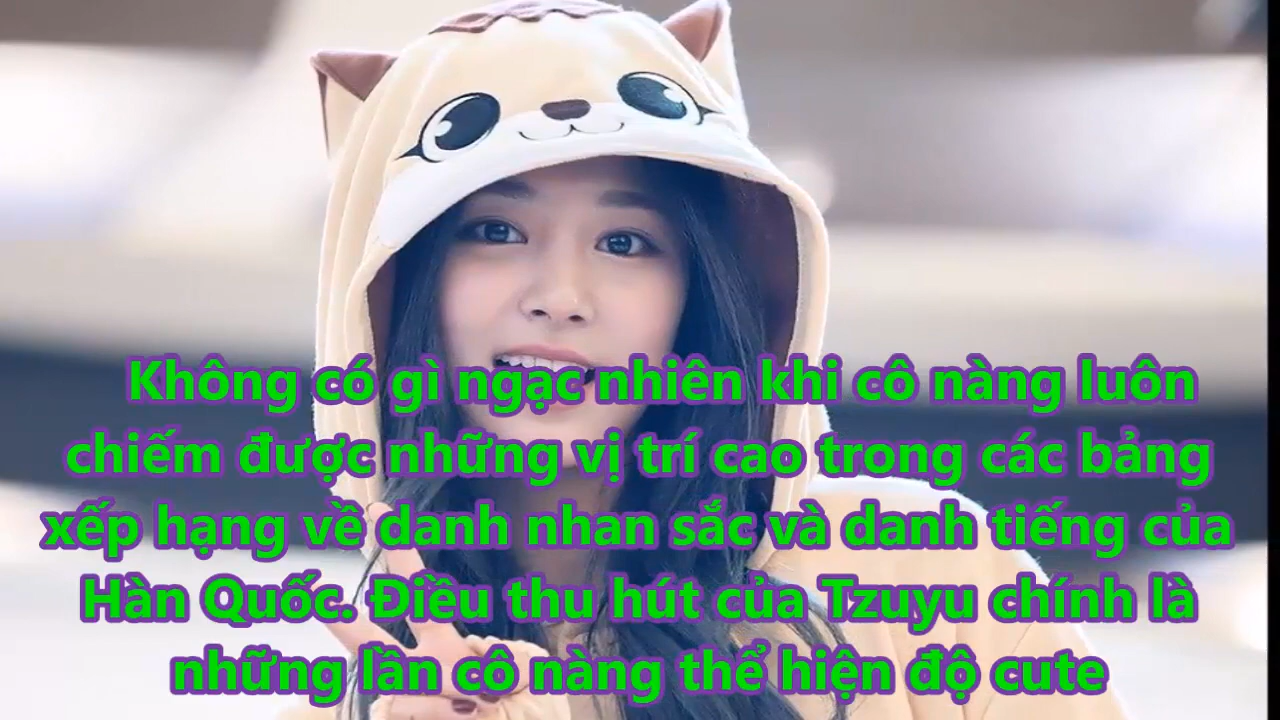 Không có gì ngạc nhiên khi cô nàng luôn
chiếm được những vị trí cao trong các bảng
xếp hạng về danh nhan sắc và danh tiếng của
Hàn Quốc. Điều thu hút của Tzuyu chính là
những lần cô nàng thể hiện độ cute